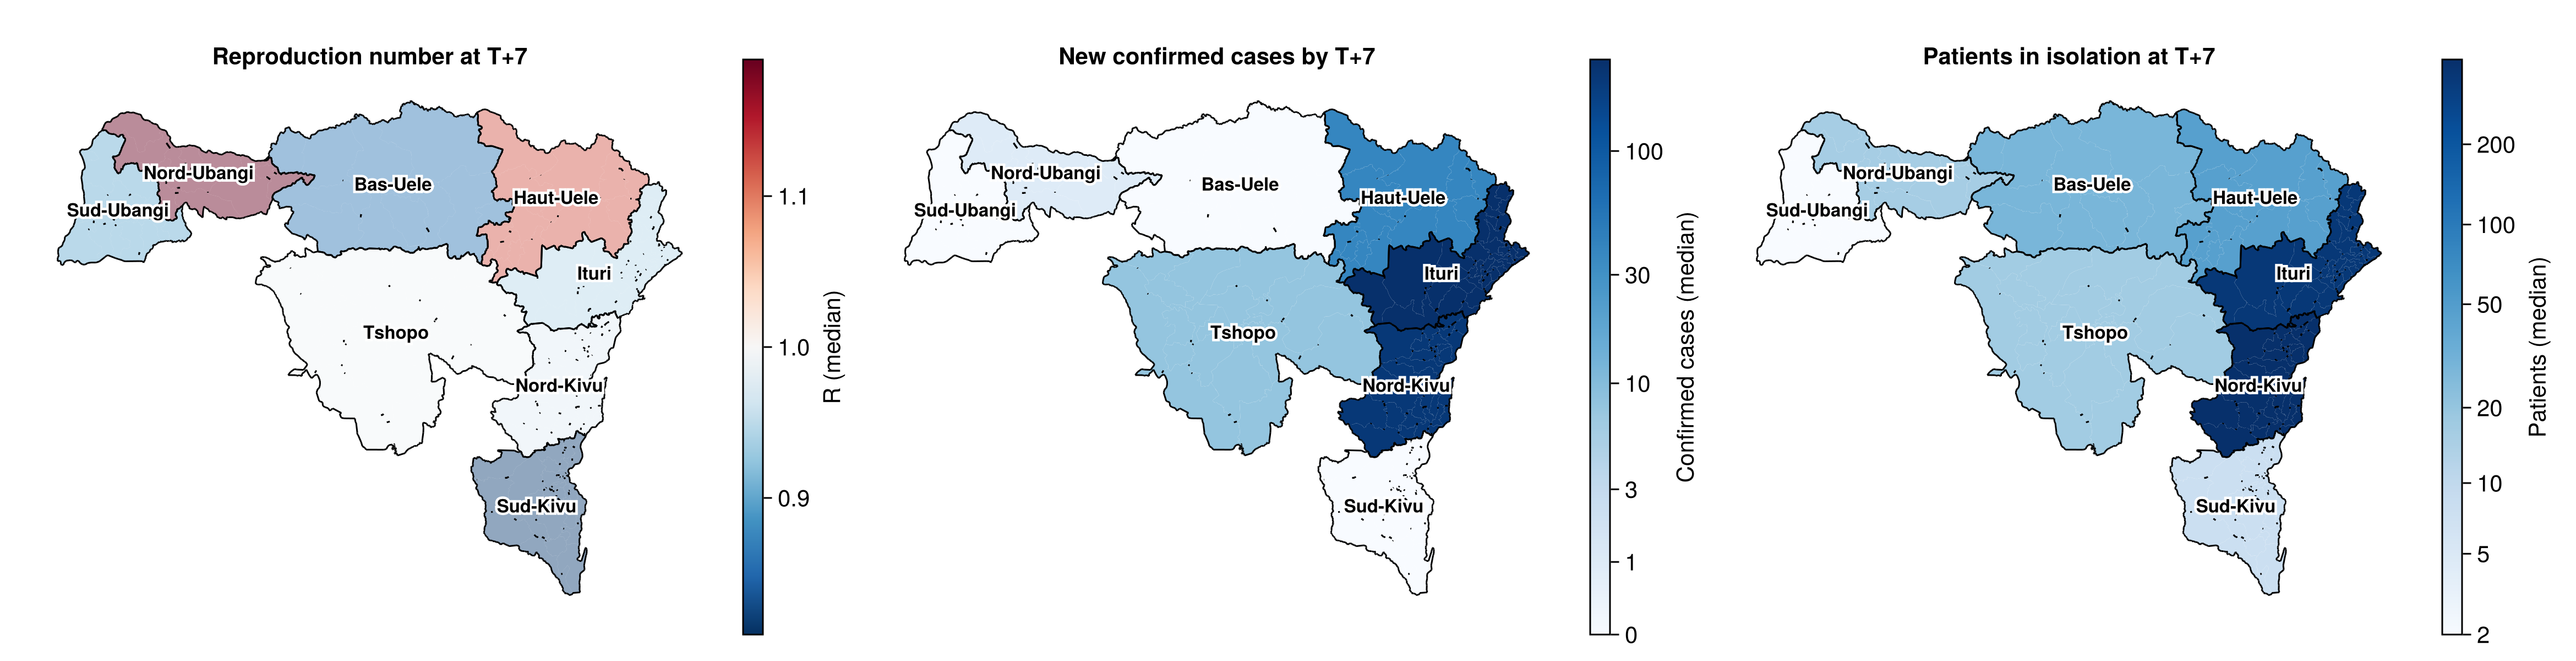 Reproduction number at T+7
Nord-Ubangi
Bas-Uele
Haut-Uele
Sud-Ubangi
Ituri
Tshopo
Nord-Kivu
Sud-Kivu
1.1
1.0
0.9
R (median)
New confirmed cases by T+7
Nord-Ubangi
Bas-Uele
Haut-Uele
Sud-Ubangi
Ituri
Tshopo
Nord-Kivu
Sud-Kivu
100
30
10
3
1
0
Confirmed cases (median)
Patients in isolation at T+7
Nord-Ubangi
Bas-Uele
Haut-Uele
Sud-Ubangi
Ituri
Tshopo
Nord-Kivu
Sud-Kivu
200
100
50
20
10
5
2
Patients (median)